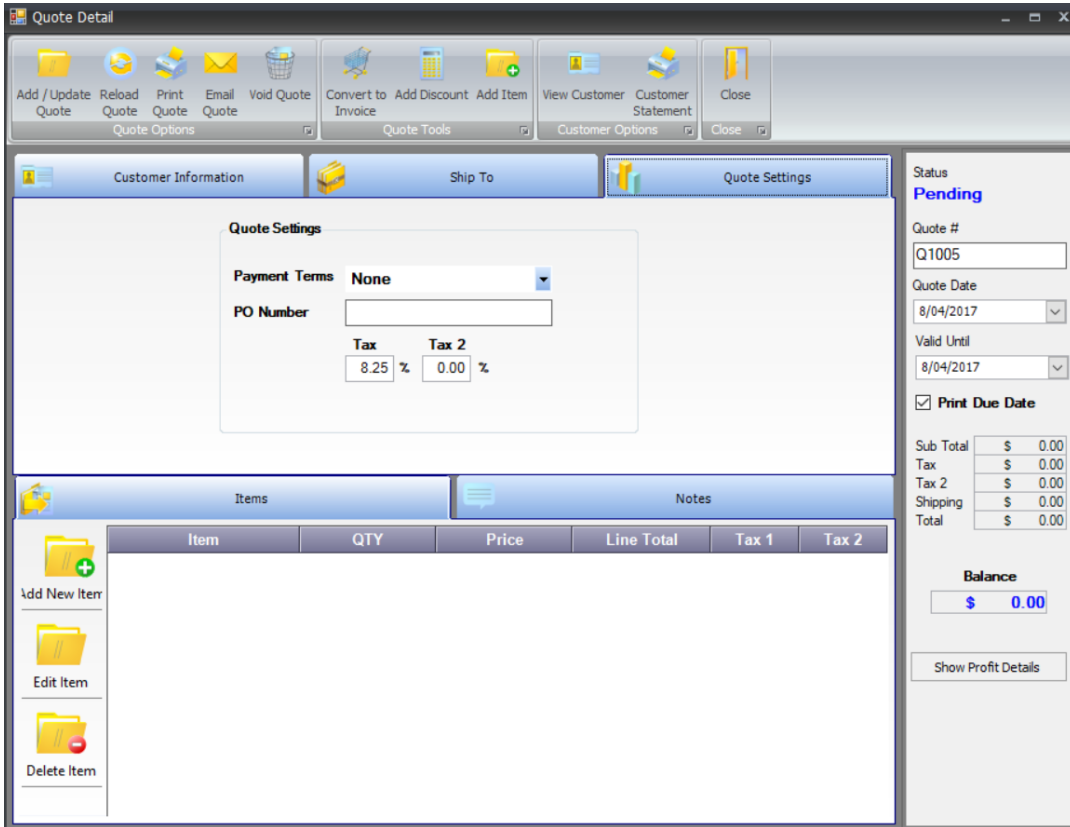 Quote Detail
Add / Update Quote
Reload Quote
Print Quote
Email Quote
Void Quote
Quote Options
Convert to Invoice
Add Discount
Add Item
Quote Tools
View Customer
Customer Statement
Customer Options
Close
Close
Customer Information
Ship To
Quote Settings
Quote Settings
Payment Terms None
PO Number
Tax Tax 2
8.25 % 0.00 %
Items
Notes
Add New Item
Edit Item
Delete Item
Item QTY Price Line Total Tax 1 Tax 2
Status
Pending
Quote #
Q1005
Quote Date
8/04/2017
Valid Until
8/04/2017
Print Due Date
Sub Total $ 0.00
Tax $ 0.00
Tax 2 $ 0.00
Shipping $ 0.00
Total $ 0.00
Balance
$ 0.00
Show Profit Details